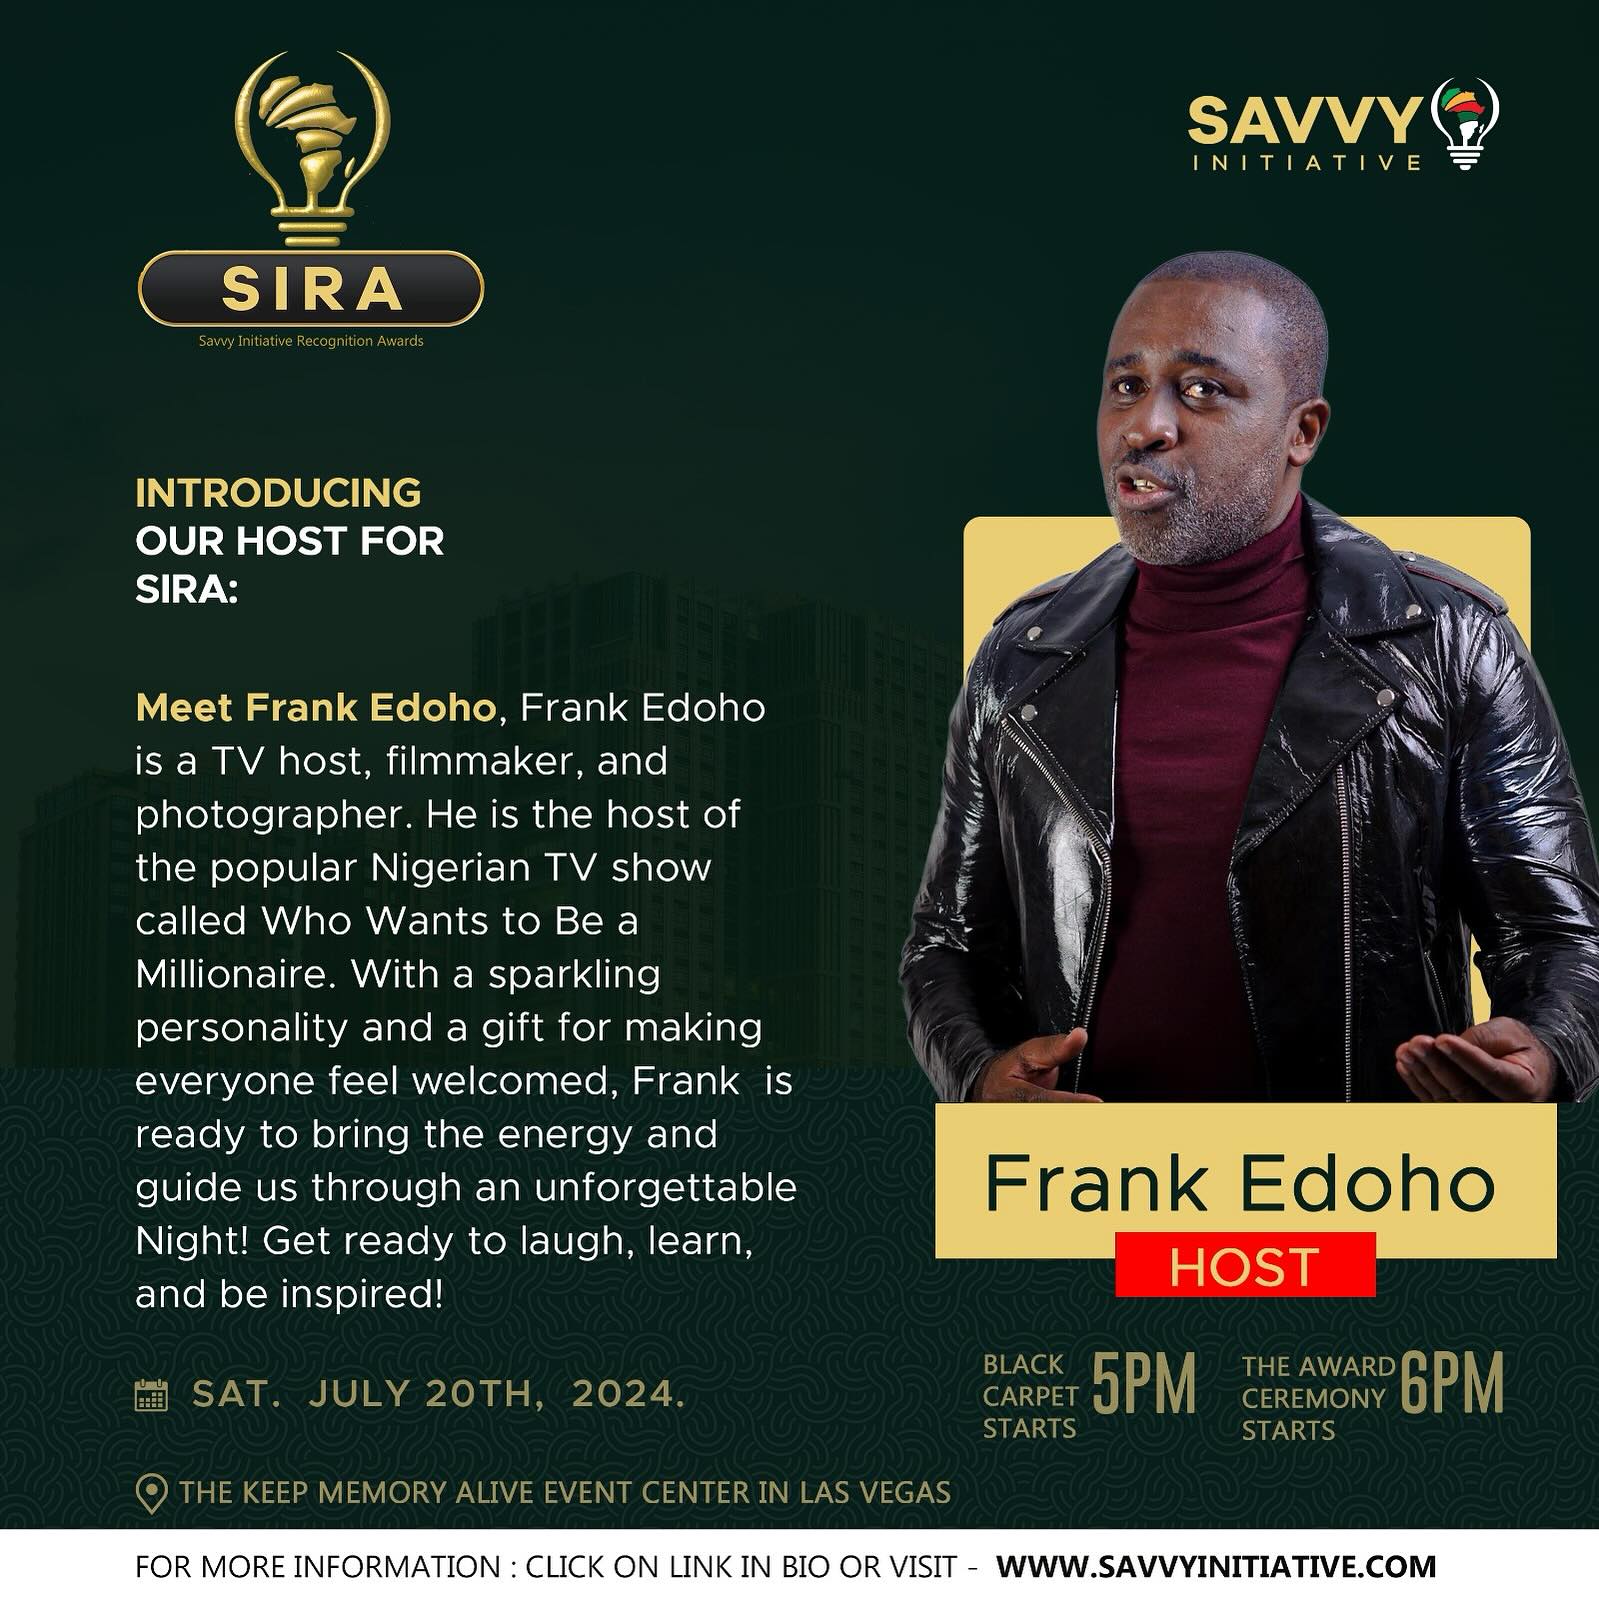 SAVVY
INITIATIVE
SIRA
Savvy Initiative Recognition Awards
INTRODUCING
OUR HOST FOR
SIRA:
Meet Frank Edoho, Frank Edoho
is a TV host, filmmaker, and
photographer. He is the host of
the popular Nigerian TV show
called Who Wants to Be a
Millionaire. With a sparkling
personality and a gift for making
everyone feel welcomed, Frank  is
ready to bring the energy and
guide us through an unforgettable
Night! Get ready to laugh, learn,
and be inspired!
Frank Edoho
HOST
SAT.  JULY 20TH,  2024.
BLACK
CARPET
STARTS
5PM
THE AWARD
CEREMONY
STARTS
6PM
THE KEEP MEMORY ALIVE EVENT CENTER IN LAS VEGAS
FOR MORE INFORMATION : CLICK ON LINK IN BIO OR VISIT -  WWW.SAVVYINITIATIVE.COM